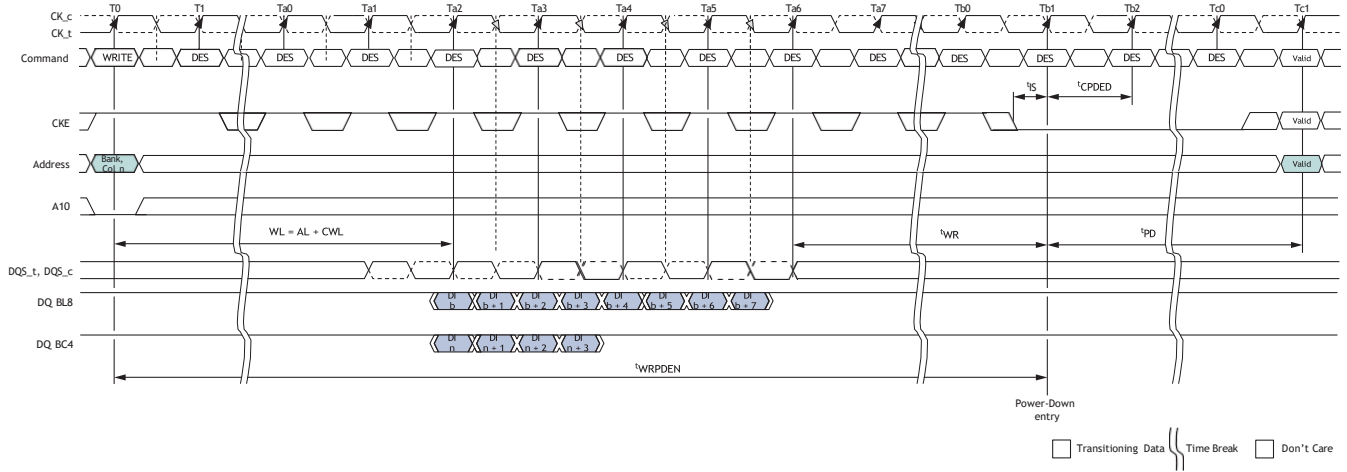 T0 T1 Ta0 Ta1 Ta2 Ta3 Ta4 Ta5 Ta6 Ta7 Tb0 Tb1 Tb2 Tc0 Tc1
CK_c
CK_t
Command WRITE DES DES DES DES DES DES DES DES DES DES DES DES DES Valid
tIS tCPDED
CKE Valid
Address Bank, Col n Valid
A10
WL = AL + CWL tWR tPD
DQS_t, DQS_c
DQ BL8 DI b DI b + 1 DI b + 2 DI b + 3 DI b + 4 DI b + 5 DI b + 6 DI b + 7
DQ BC4 DI n DI n + 1 DI n + 2 DI n + 3
tWRPDEN
Power-Down
entry
Transitioning Data Time Break Don't Care